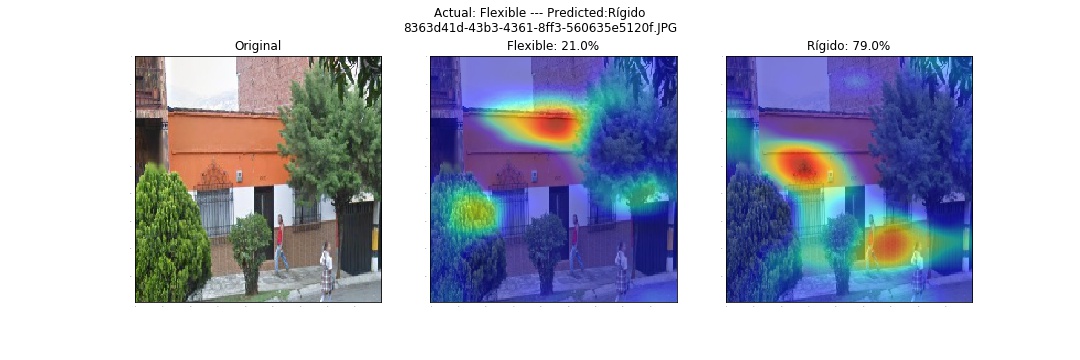 Actual: Flexible --- Predicted:Rígido
8363d41d-43b3-4361-8ff3-560635e5120f.JPG
Original
Flexible: 21.0%
Rígido: 79.0%